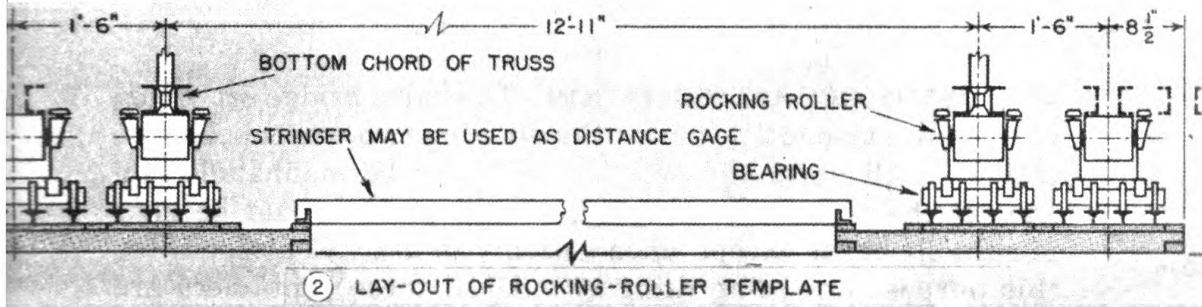 1'-6" 12'-11" 1'-6" 8 1/2"
BOTTOM CHORD OF TRUSS
ROCKING ROLLER
STRINGER MAY BE USED AS DISTANCE GAGE
BEARING
② LAY-OUT OF ROCKING-ROLLER TEMPLATE